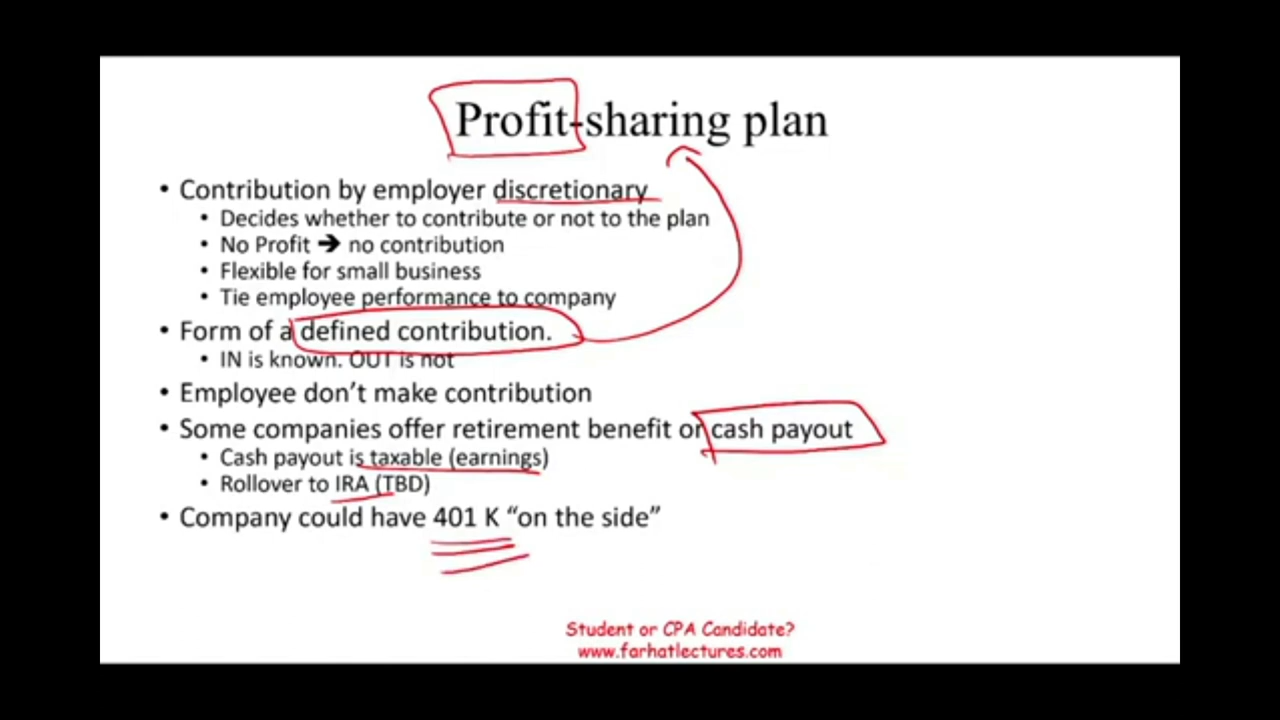 Profit-sharing plan
• Contribution by employer discretionary
• Decides whether to contribute or not to the plan
• No Profit ➔ no contribution
• Flexible for small business
• Tie employee performance to company
• Form of a defined contribution.
• IN is known. OUT is not
• Employee don't make contribution
• Some companies offer retirement benefit or cash payout
• Cash payout is taxable (earnings)
• Rollover to IRA (TBD)
• Company could have 401 K “on the side”
Student or CPA Candidate?
www.farhatlectures.com